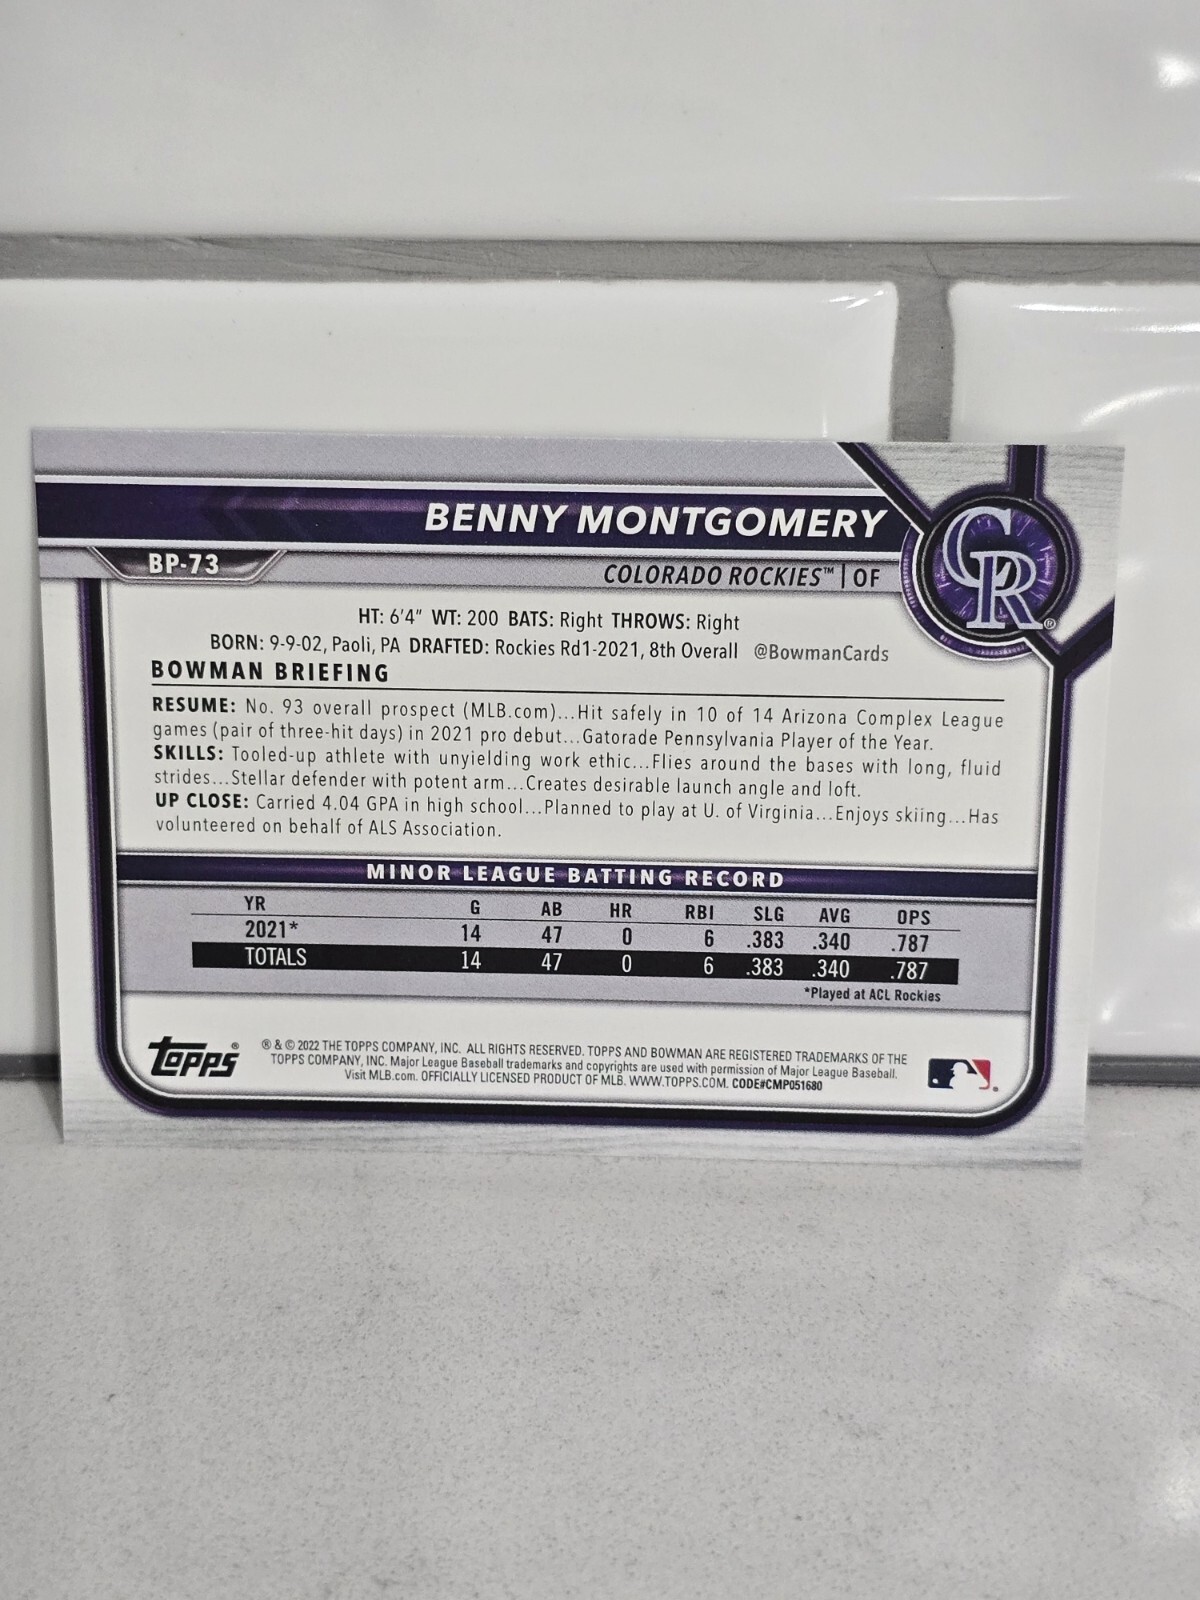 BENNY MONTGOMERY
BP-73
COLORADO ROCKIES™ | OF
CR®
HT: 6'4" WT: 200 BATS: Right THROWS: Right
BORN: 9-9-02, Paoli, PA DRAFTED: Rockies Rd1-2021, 8th Overall @BowmanCards
BOWMAN BRIEFING
RESUME: No. 93 overall prospect (MLB.com)...Hit safely in 10 of 14 Arizona Complex League
games (pair of three-hit days) in 2021 pro debut...Gatorade Pennsylvania Player of the Year.
SKILLS: Tooled-up athlete with unyielding work ethic...Flies around the bases with long, fluid
strides...Stellar defender with potent arm...Creates desirable launch angle and loft.
UP CLOSE: Carried 4.04 GPA in high school...Planned to play at U. of Virginia...Enjoys skiing...Has
volunteered on behalf of ALS Association.
MINOR LEAGUE BATTING RECORD
YR G AB HR RBI SLG AVG OPS
2021* 14 47 0 6 .383 .340 .787
TOTALS 14 47 0 6 .383 .340 .787
*Played at ACL Rockies
topps®
® & © 2022 THE TOPPS COMPANY, INC. ALL RIGHTS RESERVED. TOPPS AND BOWMAN ARE REGISTERED TRADEMARKS OF THE
TOPPS COMPANY, INC. Major League Baseball trademarks and copyrights are used with permission of Major League Baseball.
Visit MLB.com. OFFICIALLY LICENSED PRODUCT OF MLB. WWW.TOPPS.COM. CODE#CMP051680